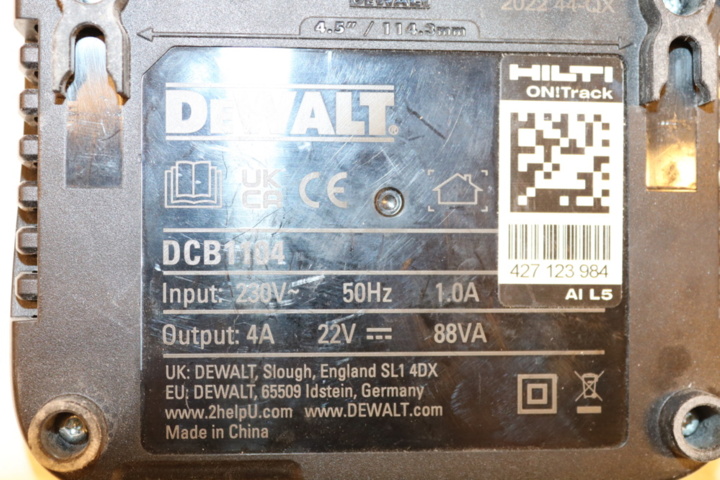 DEWALT
2022 44-QX
4.5" / 114.3mm
HILTI
ON!Track
DEWALT®
UK
CA
CE
DCB1104
427 123 984
Input: 230V~ 50Hz 1.0A
AI L5
Output: 4A 22V 88VA
UK: DEWALT, Slough, England SL1 4DX
EU: DEWALT, 65509 Idstein, Germany
www.2helpU.com www.DEWALT.com
Made in China